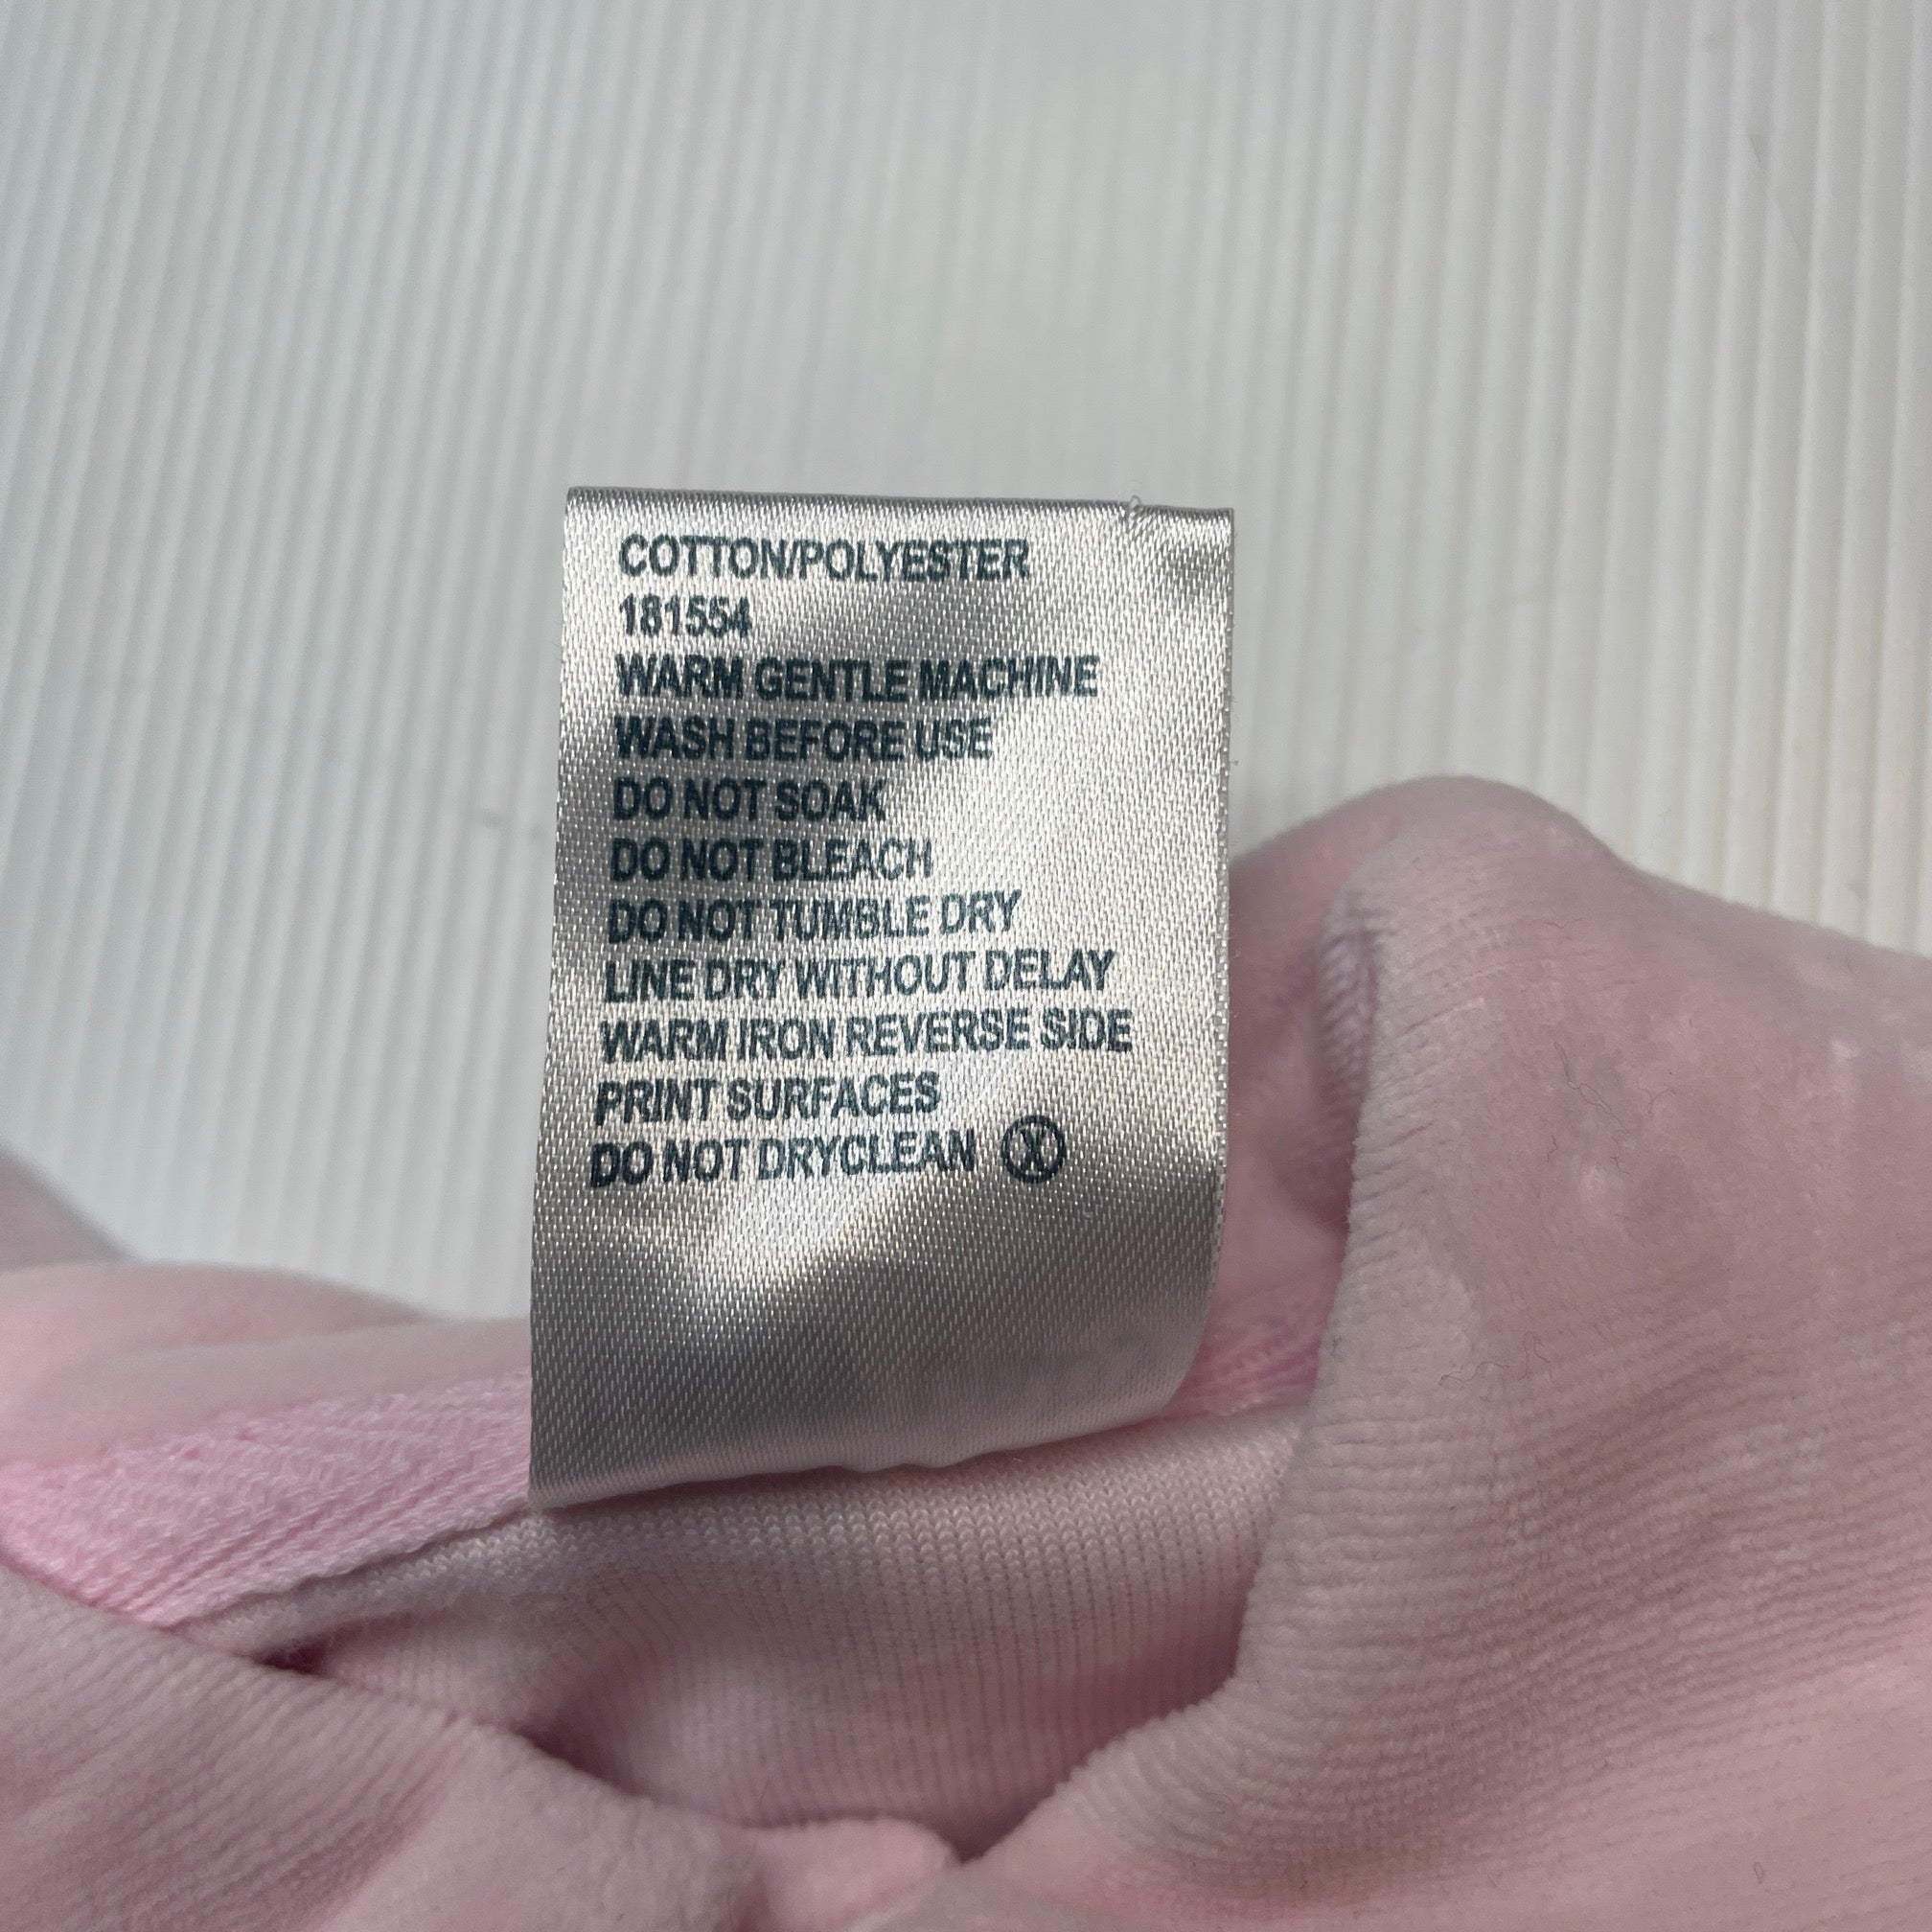 COTTON/POLYESTER
181554
WARM GENTLE MACHINE
WASH BEFORE USE
DO NOT SOAK
DO NOT BLEACH
DO NOT TUMBLE DRY
LINE DRY WITHOUT DELAY
WARM IRON REVERSE SIDE
PRINT SURFACES
DO NOT DRYCLEAN